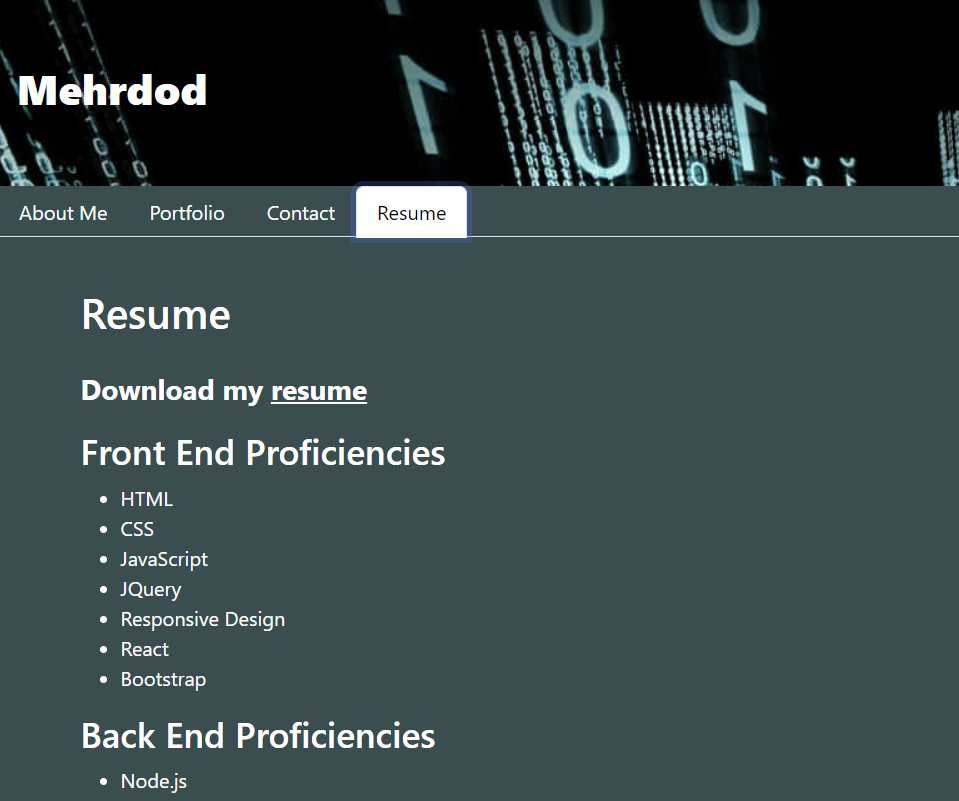 Mehrdod
About Me Portfolio Contact Resume
Resume
Download my resume
Front End Proficiencies
HTML
CSS
JavaScript
JQuery
Responsive Design
React
Bootstrap
Back End Proficiencies
Node.js